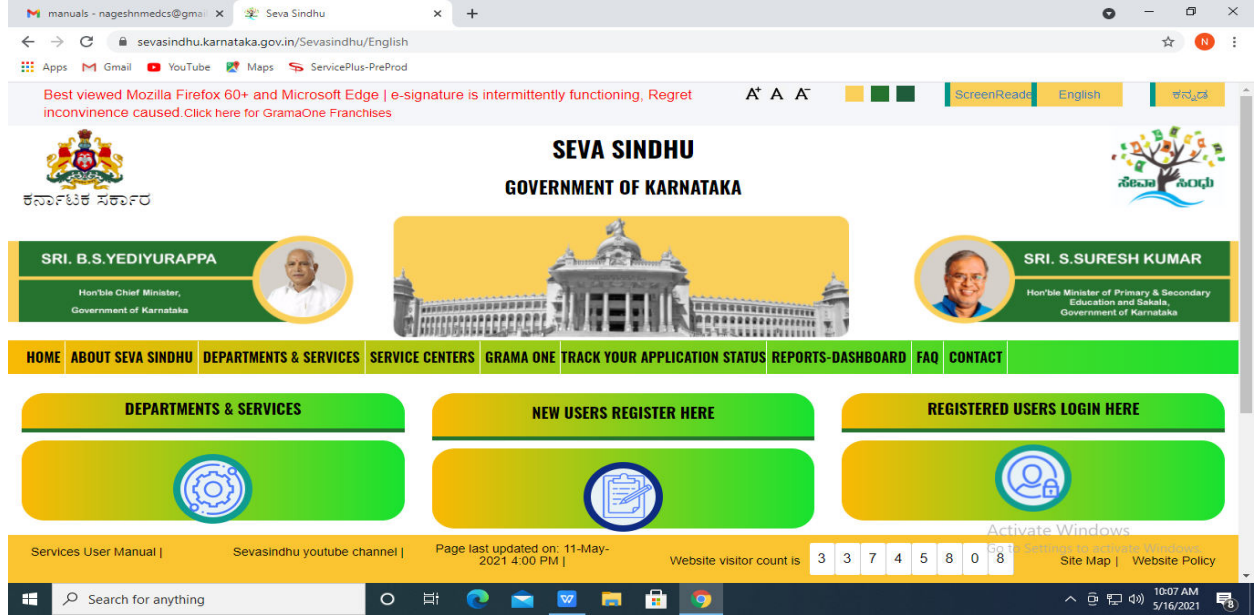 manuals - nageshnmedcs@gmai
Seva Sindhu
sevasindhu.karnataka.gov.in/Sevasindhu/English
N
Apps Gmail YouTube Maps ServicePlus-PreProd
Best viewed Mozilla Firefox 60+ and Microsoft Edge | e-signature is intermittently functioning, Regret
inconvinence caused.Click here for GramaOne Franchises
A+ A A-
ScreenReade
English
ಕನ್ನಡ
ಕರ್ನಾಟಕ ಸರ್ಕಾರ
SEVA SINDHU
GOVERNMENT OF KARNATAKA
ಸೇವಾ ಸಿಂಧು
SRI. B.S.YEDIYURAPPA
Hon'ble Chief Minister,
Government of Karnataka
SRI. S.SURESH KUMAR
Hon'ble Minister of Primary & Secondary
Education and Sakala,
Government of Karnataka
HOME ABOUT SEVA SINDHU DEPARTMENTS & SERVICES SERVICE CENTERS GRAMA ONE TRACK YOUR APPLICATION STATUS REPORTS-DASHBOARD FAQ CONTACT
DEPARTMENTS & SERVICES
NEW USERS REGISTER HERE
REGISTERED USERS LOGIN HERE
Activate Windows
Go to Settings to activate Windows.
Services User Manual |
Sevasindhu youtube channel |
Page last updated on: 11-May-
2021 4:00 PM |
Website visitor count is 3 3 7 4 5 8 0 8
Site Map | Website Policy
Search for anything
10:07 AM
5/16/2021
8